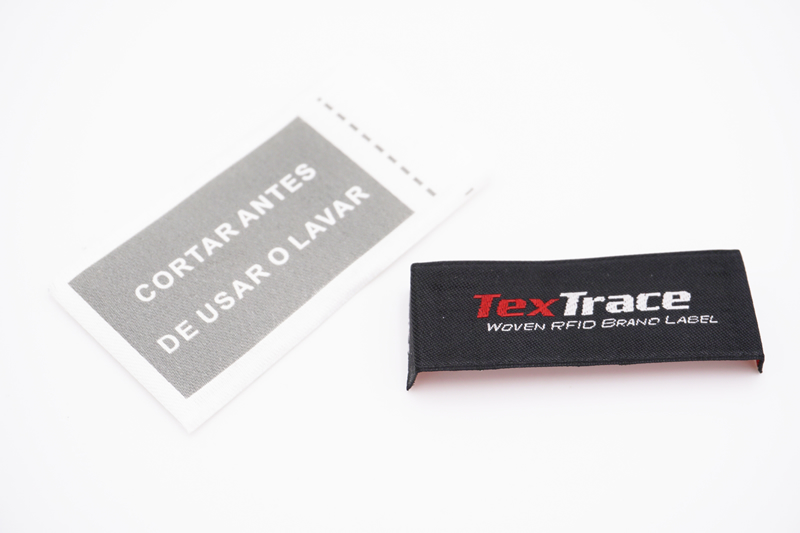 CORTAR ANTES
DE USAR O LAVAR
TexTrace
WOVEN RFID BRAND LABEL